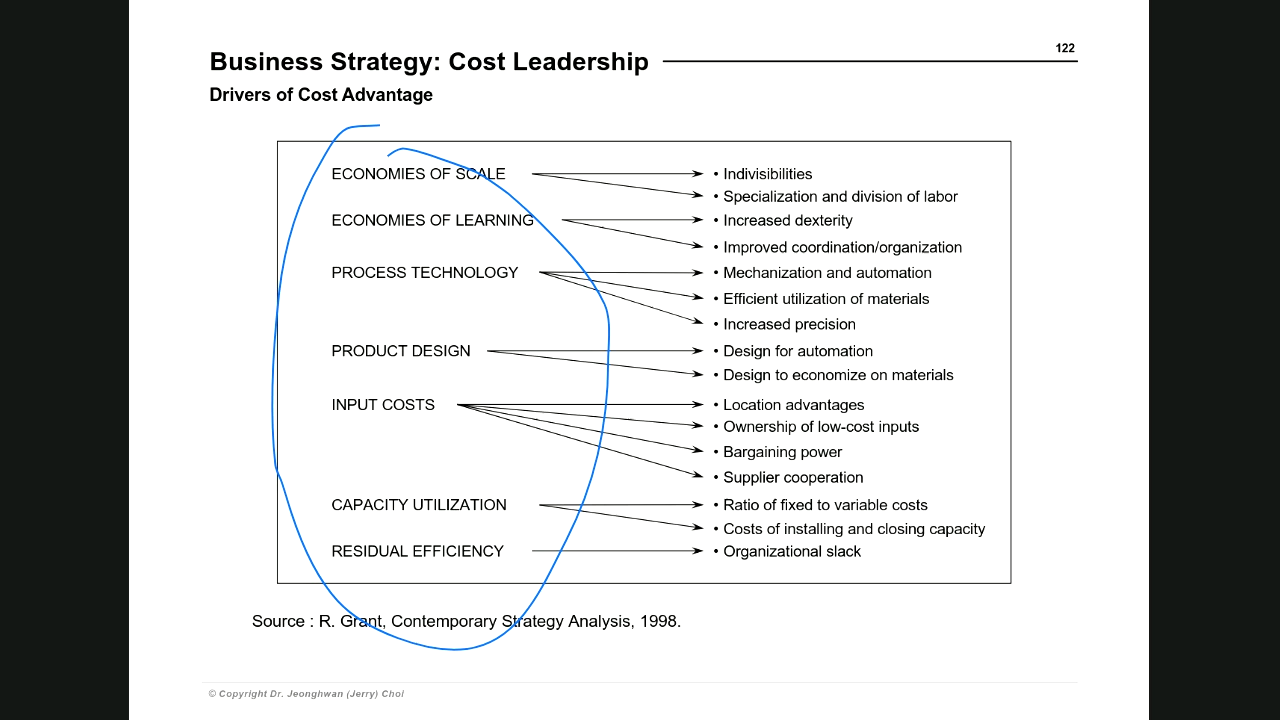 122
Business Strategy: Cost Leadership
Drivers of Cost Advantage
ECONOMIES OF SCALE
• Indivisibilities
• Specialization and division of labor
ECONOMIES OF LEARNING
• Increased dexterity
• Improved coordination/organization
PROCESS TECHNOLOGY
• Mechanization and automation
• Efficient utilization of materials
• Increased precision
PRODUCT DESIGN
• Design for automation
• Design to economize on materials
INPUT COSTS
• Location advantages
• Ownership of low-cost inputs
• Bargaining power
• Supplier cooperation
CAPACITY UTILIZATION
• Ratio of fixed to variable costs
• Costs of installing and closing capacity
RESIDUAL EFFICIENCY
• Organizational slack
Source : R. Grant, Contemporary Strategy Analysis, 1998.
© Copyright Dr. Jeonghwan (Jerry) Choi